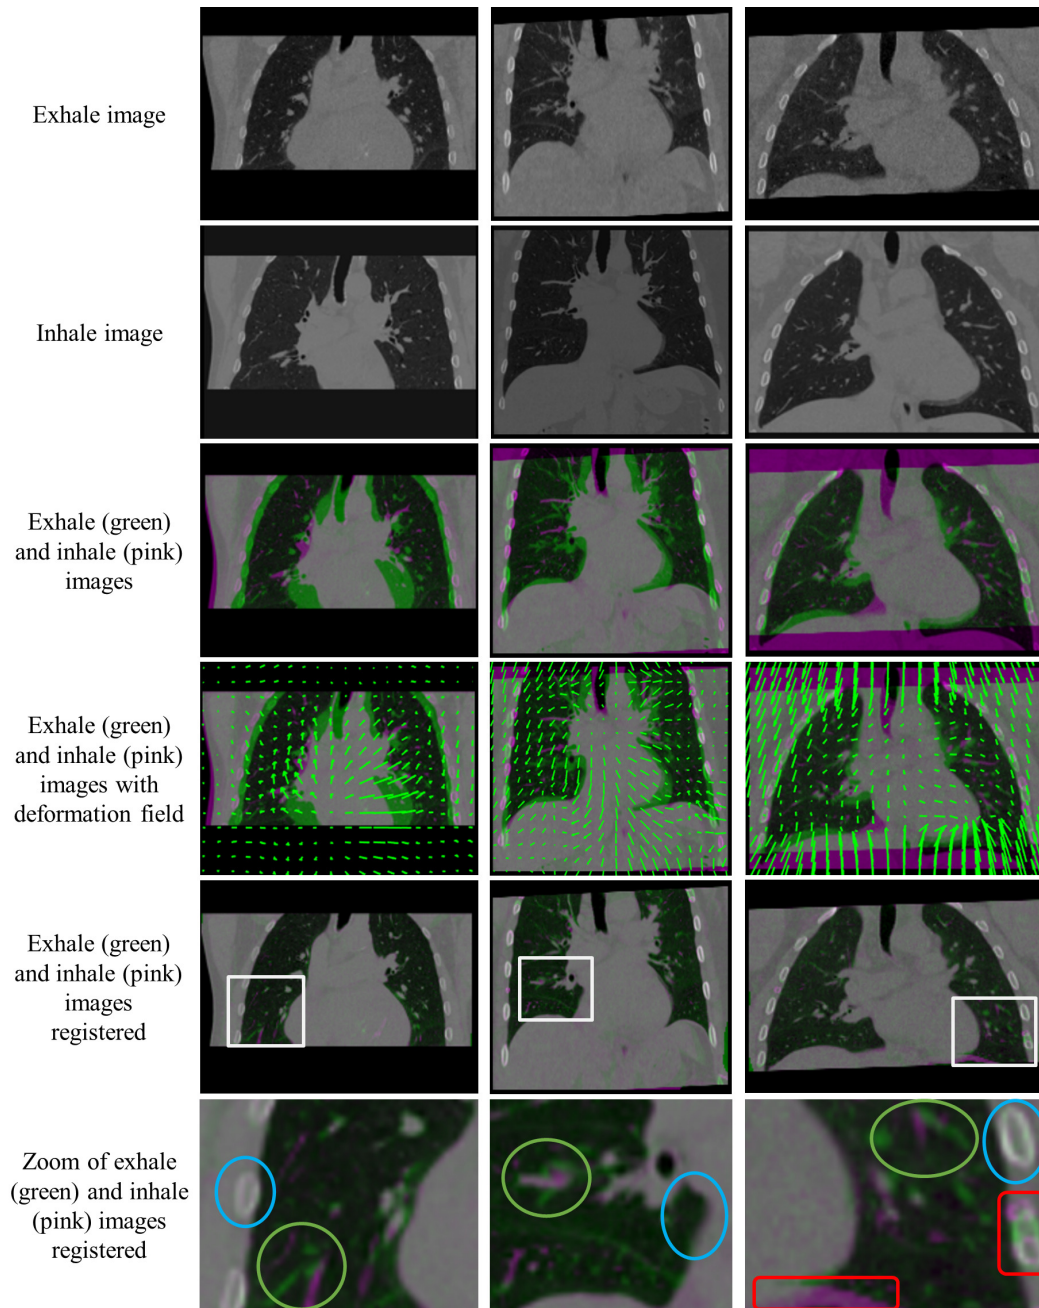 Exhale image
Inhale image
Exhale (green)
and inhale (pink)
images
Exhale (green)
and inhale (pink)
images with
deformation field
Exhale (green)
and inhale (pink)
images
registered
Zoom of exhale
(green) and inhale
(pink) images
registered